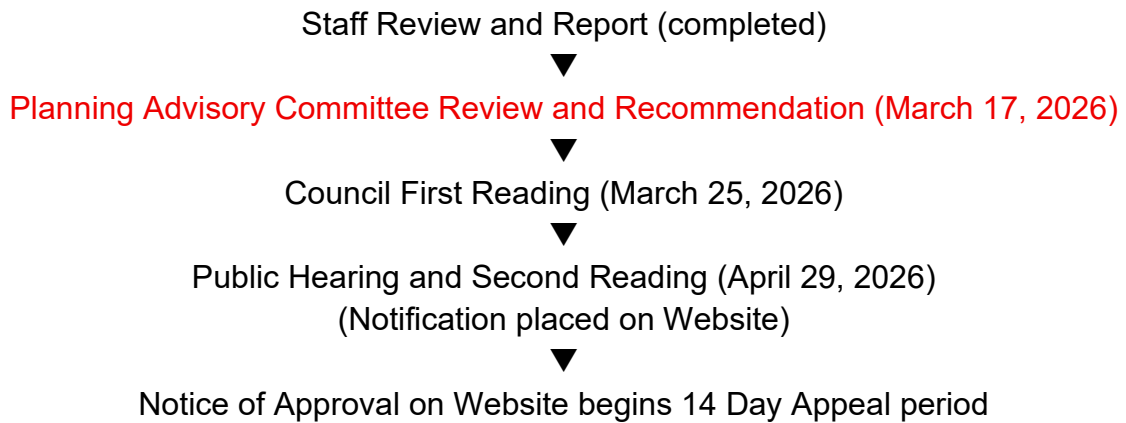 Staff Review and Report (completed)
Planning Advisory Committee Review and Recommendation (March 17, 2026)
Council First Reading (March 25, 2026)
Public Hearing and Second Reading (April 29, 2026)
(Notification placed on Website)
Notice of Approval on Website begins 14 Day Appeal period